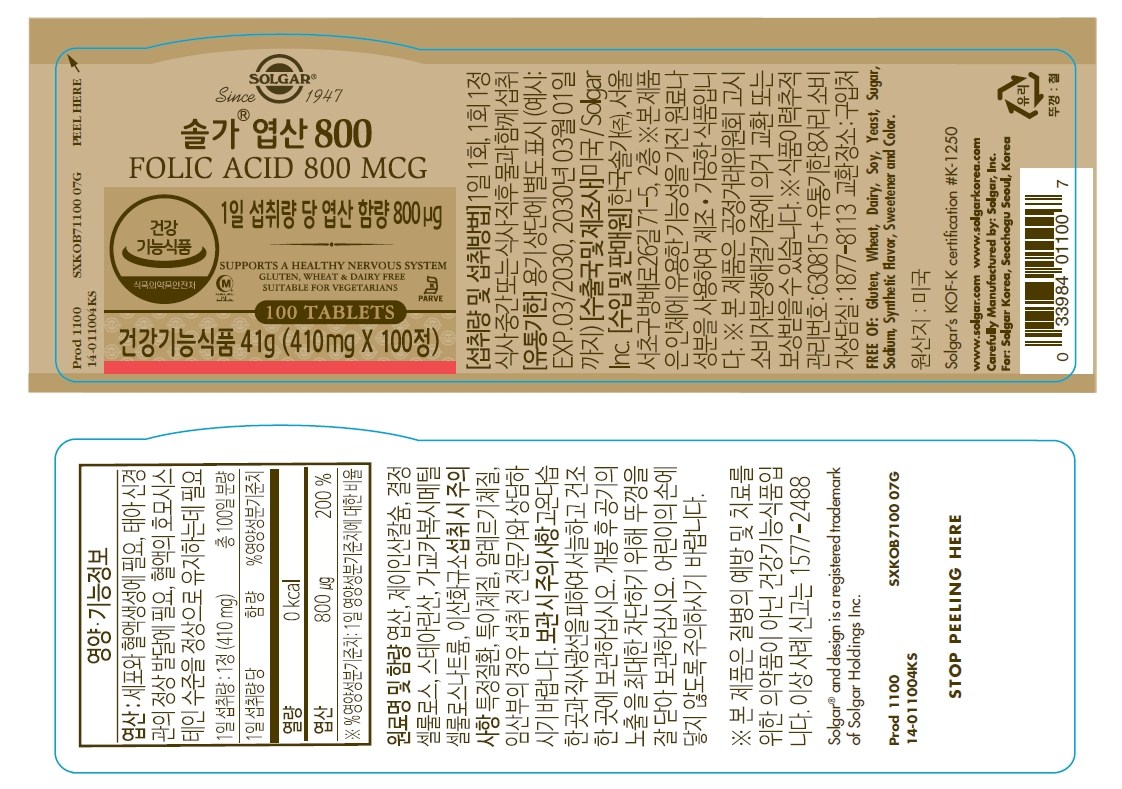 PEEL HERE
SXKOB71100 07G
Prod 1100
14-011004KS
SOLGAR®
Since 1947
솔가® 엽산 800
FOLIC ACID 800 MCG
건강
기능식품
식품의약품안전처
1일 섭취량 당 엽산 함량 800 µg
SUPPORTS A HEALTHY NERVOUS SYSTEM
GLUTEN, WHEAT & DAIRY FREE
SUITABLE FOR VEGETARIANS
PARVE
100 TABLETS
건강기능식품 41g (410mg X 100정)
[섭취량 및 섭취방법] 1일 1회, 1회 1정
식사중간 또는 식사 직후 물과 함께 섭취
[유통기한] 용기 상단에 별도 표시 (예시:
EXP.03/2030, 2030년 03월 01일
까지) [수출국 및 제조사] 미국 / Solgar
Inc. [수입 및 판매원] 한국솔가㈜, 서울
서초구 방배로26길 71-5, 2층 ※ 본 제품
은 인체에 유용한 기능성을 가진 원료나
성분을 사용하여 제조·가공한 식품입니
다. ※ 본 제품은 공정거래위원회 고시
소비자분쟁해결기준에 의거 교환 또는
보상받을 수 있습니다. ※ 식품이력추적
관리번호 : 630815+유통기한8자리 소비
자상담실 : 1877-8113 교환장소 : 구입처
FREE OF: Gluten, Wheat, Dairy, Soy, Yeast, Sugar,
Sodium, Synthetic Flavor, Sweetener and Color.
원산지 : 미국
Solgar's KOF-K certification #K-1250
www.solgar.com www.solgarkorea.com
Carefully Manufactured by: Solgar, Inc.
For: Solgar Korea, Seochogu Seoul, Korea
유리
뚜껑 : 철
0 33984 01100 7
영양·기능정보
엽산 : 세포와 혈액생성에 필요, 태아 신경
관의 정상 발달에 필요, 혈액의 호모시스
테인 수준을 정상으로 유지하는데 필요
1일 섭취량 : 1정 (410 mg) 총 100일 분량
1일 섭취량 당 함량 %영양성분기준치
열량 0 kcal
엽산 800 µg 200 %
※ %영양성분기준치: 1일 영양성분기준치에 대한 비율
원료명 및 함량 엽산, 제이인산칼슘, 결정
셀룰로스, 스테아린산, 가교카복시메틸
셀룰로스나트륨, 이산화규소 섭취 시 주의
사항 특정질환, 특이체질, 알레르기체질,
임산부의 경우 섭취 전 전문가와 상담하
시기 바랍니다. 보관 시 주의사항 고온다습
한 곳과 직사광선을 피하여 서늘하고 건조
한 곳에 보관하십시오. 개봉 후 공기의
노출을 최대한 차단하기 위해 뚜껑을
잘 닫아 보관하십시오. 어린이의 손에
닿지 않도록 주의하시기 바랍니다.
※ 본 제품은 질병의 예방 및 치료를
위한 의약품이 아닌 건강기능식품입
니다. 이상 사례 신고는 1577-2488
Solgar® and design is a registered trademark
of Solgar Holdings Inc.
Prod 1100 SXKOB7100 07G
14-011004KS
STOP PEELING HERE